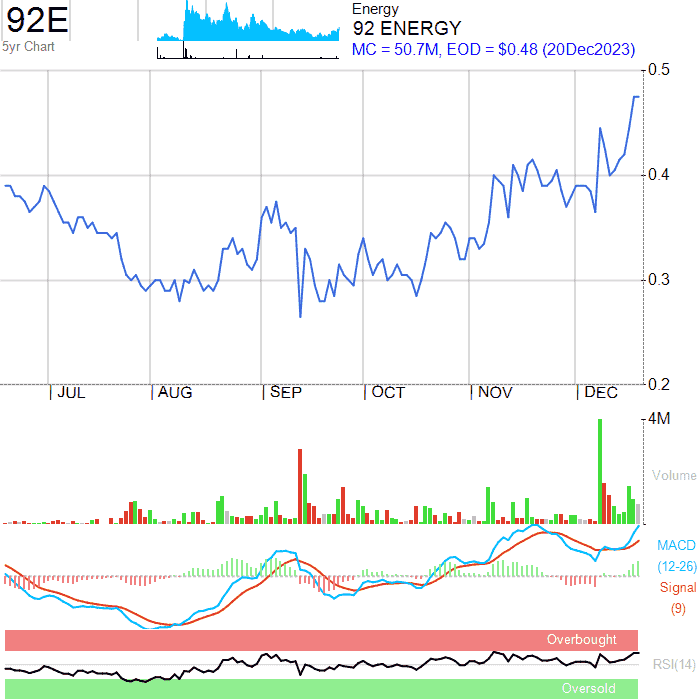 92E
5yr Chart
Energy
92 ENERGY
MC = 50.7M, EOD = $0.48 (20Dec2023)
0.5
0.4
0.3
0.2
JUL AUG SEP OCT NOV DEC
4M
Volume
MACD
(12-26)
Signal
(9)
Overbought
RSI(14)
Oversold